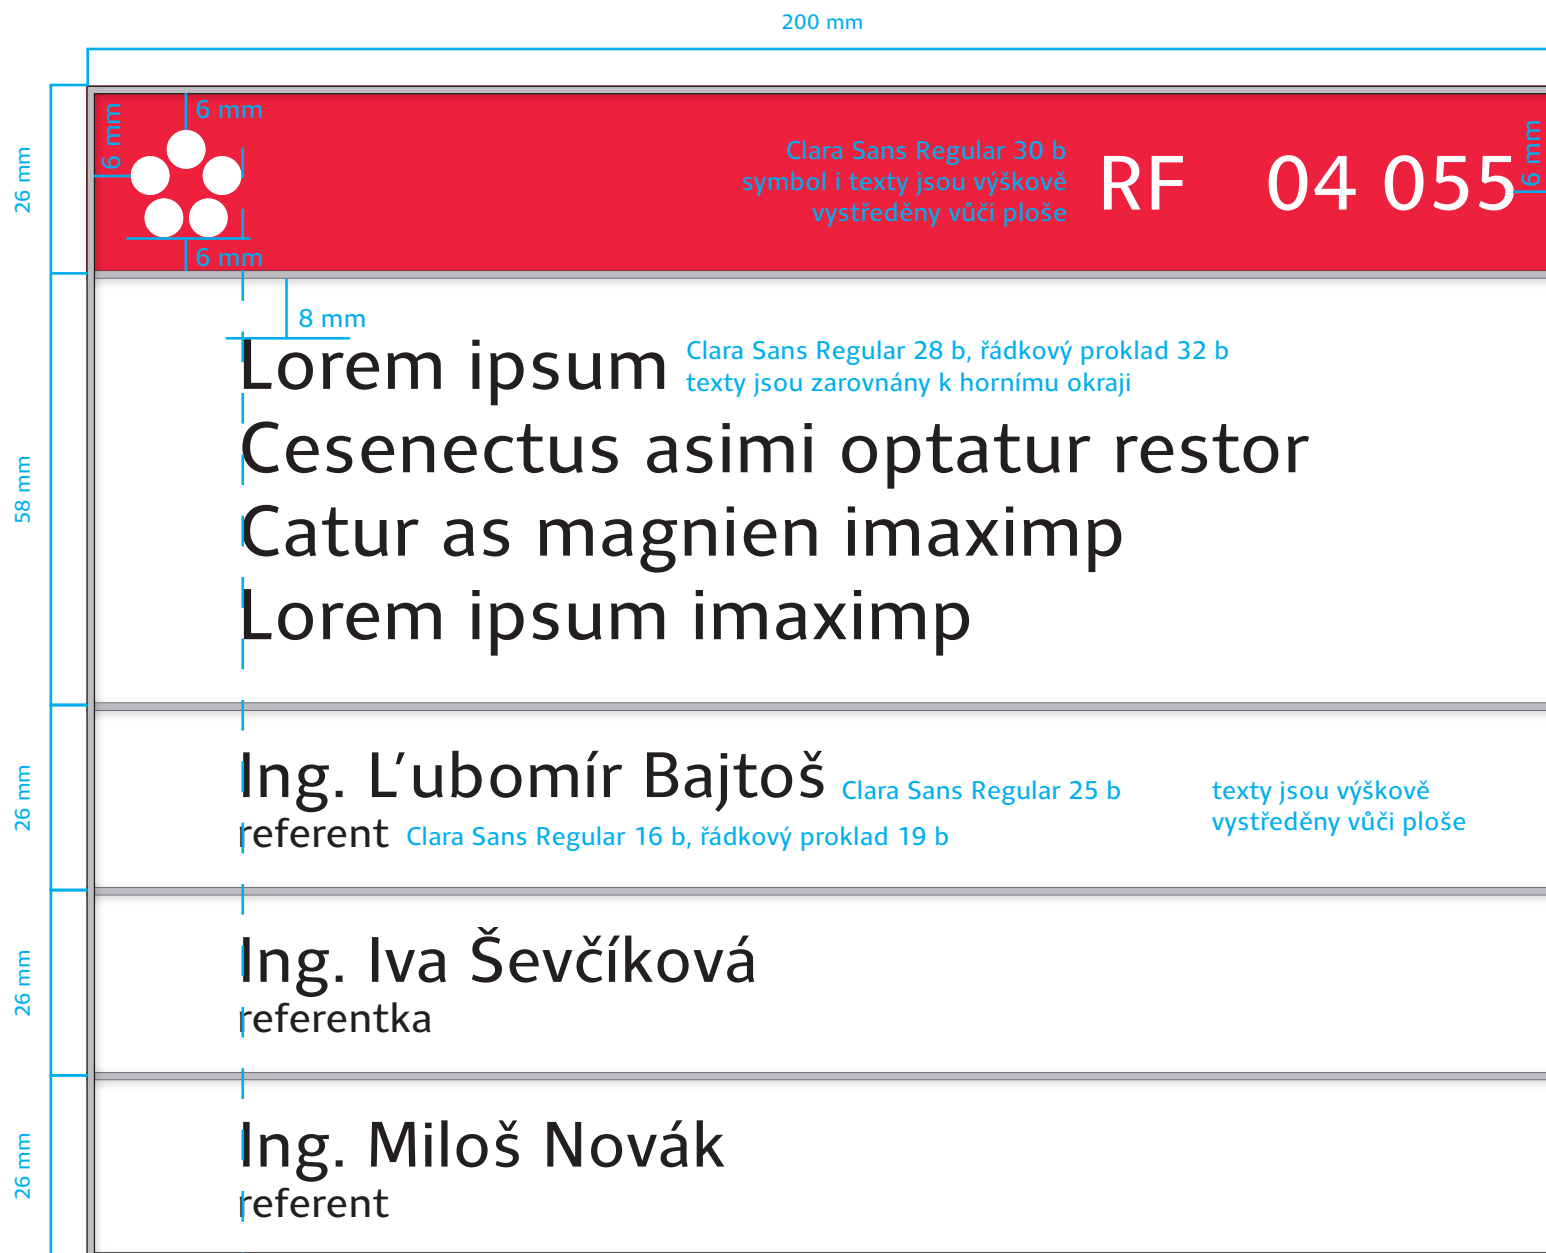 200 mm
26 mm
6 mm
6 mm
6 mm
Clara Sans Regular 30 b
symbol i texty jsou výškově
vystředěny vůči ploše
RF 04 055
6 mm
58 mm
8 mm
Lorem ipsum
Clara Sans Regular 28 b, řádkový proklad 32 b
texty jsou zarovnány k hornímu okraji
Cesenectus asimi optatur restor
Catur as magnien imaximp
Lorem ipsum imaximp
26 mm
Ing. Ľubomír Bajtoš
Clara Sans Regular 25 b
texty jsou výškově
vystředěny vůči ploše
referent
Clara Sans Regular 16 b, řádkový proklad 19 b
26 mm
Ing. Iva Ševčíková
referentka
26 mm
Ing. Miloš Novák
referent